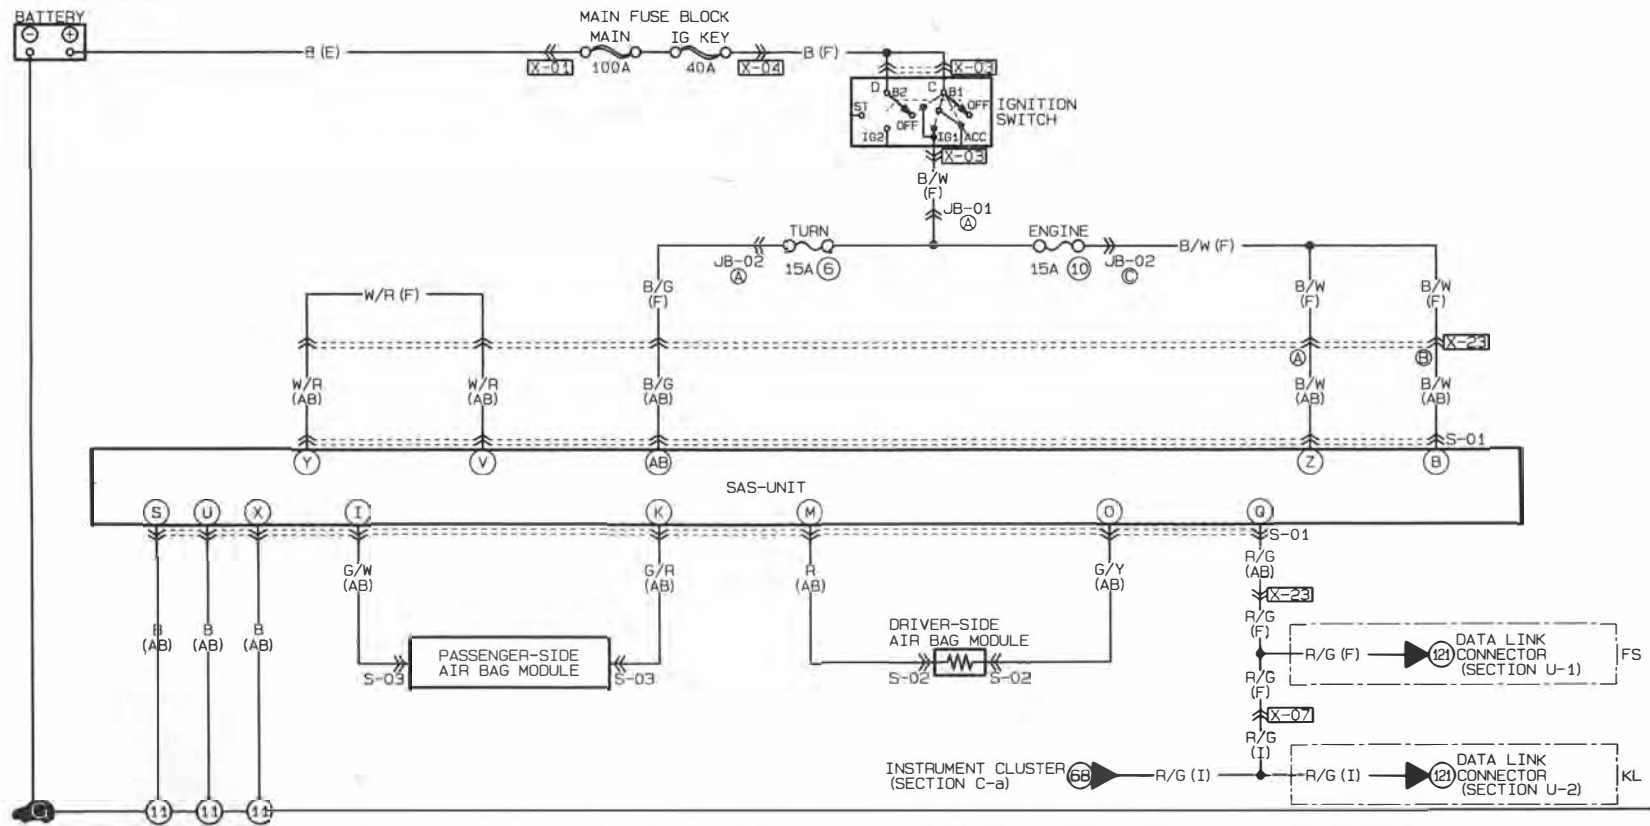 BATTERY
MAIN FUSE BLOCK
MAIN
IG KEY
B (E)
X-01
100A
40A
X-04
B (F)
X-03
D
B2
C
B1
ST
OFF
OFF
IG2
IG1
ACC
IGNITION
SWITCH
X-03
B/W
(F)
JB-01
A
TURN
ENGINE
JB-02
A
15A
6
15A
10
JB-02
C
B/W (F)
W/R (F)
B/G
(F)
B/W
(F)
B/W
(F)
X-23
A
B
W/R
(AB)
W/R
(AB)
B/G
(AB)
B/W
(AB)
B/W
(AB)
S-01
Y
V
AB
Z
B
SAS-UNIT
S
U
X
I
K
M
O
Q
S-01
G/W
(AB)
G/R
(AB)
R
(AB)
G/Y
(AB)
R/G
(AB)
X-23
R/G
(F)
B
(AB)
B
(AB)
B
(AB)
PASSENGER-SIDE
AIR BAG MODULE
S-03
S-03
DRIVER-SIDE
AIR BAG MODULE
S-02
S-02
R/G (F)
121
DATA LINK
CONNECTOR
(SECTION U-1)
FS
R/G
(F)
X-07
R/G
(I)
INSTRUMENT CLUSTER
(SECTION C-a)
6B
R/G (I)
R/G (I)
121
DATA LINK
CONNECTOR
(SECTION U-2)
KL
11
11
11